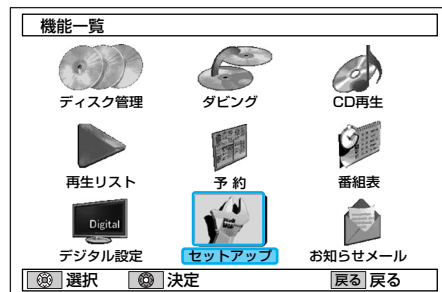 機能一覧
ディスク管理 ダビング CD再生
再生リスト 予 約 番組表
Digital
デジタル設定 セットアップ お知らせメール
選択 決定 戻る 戻る